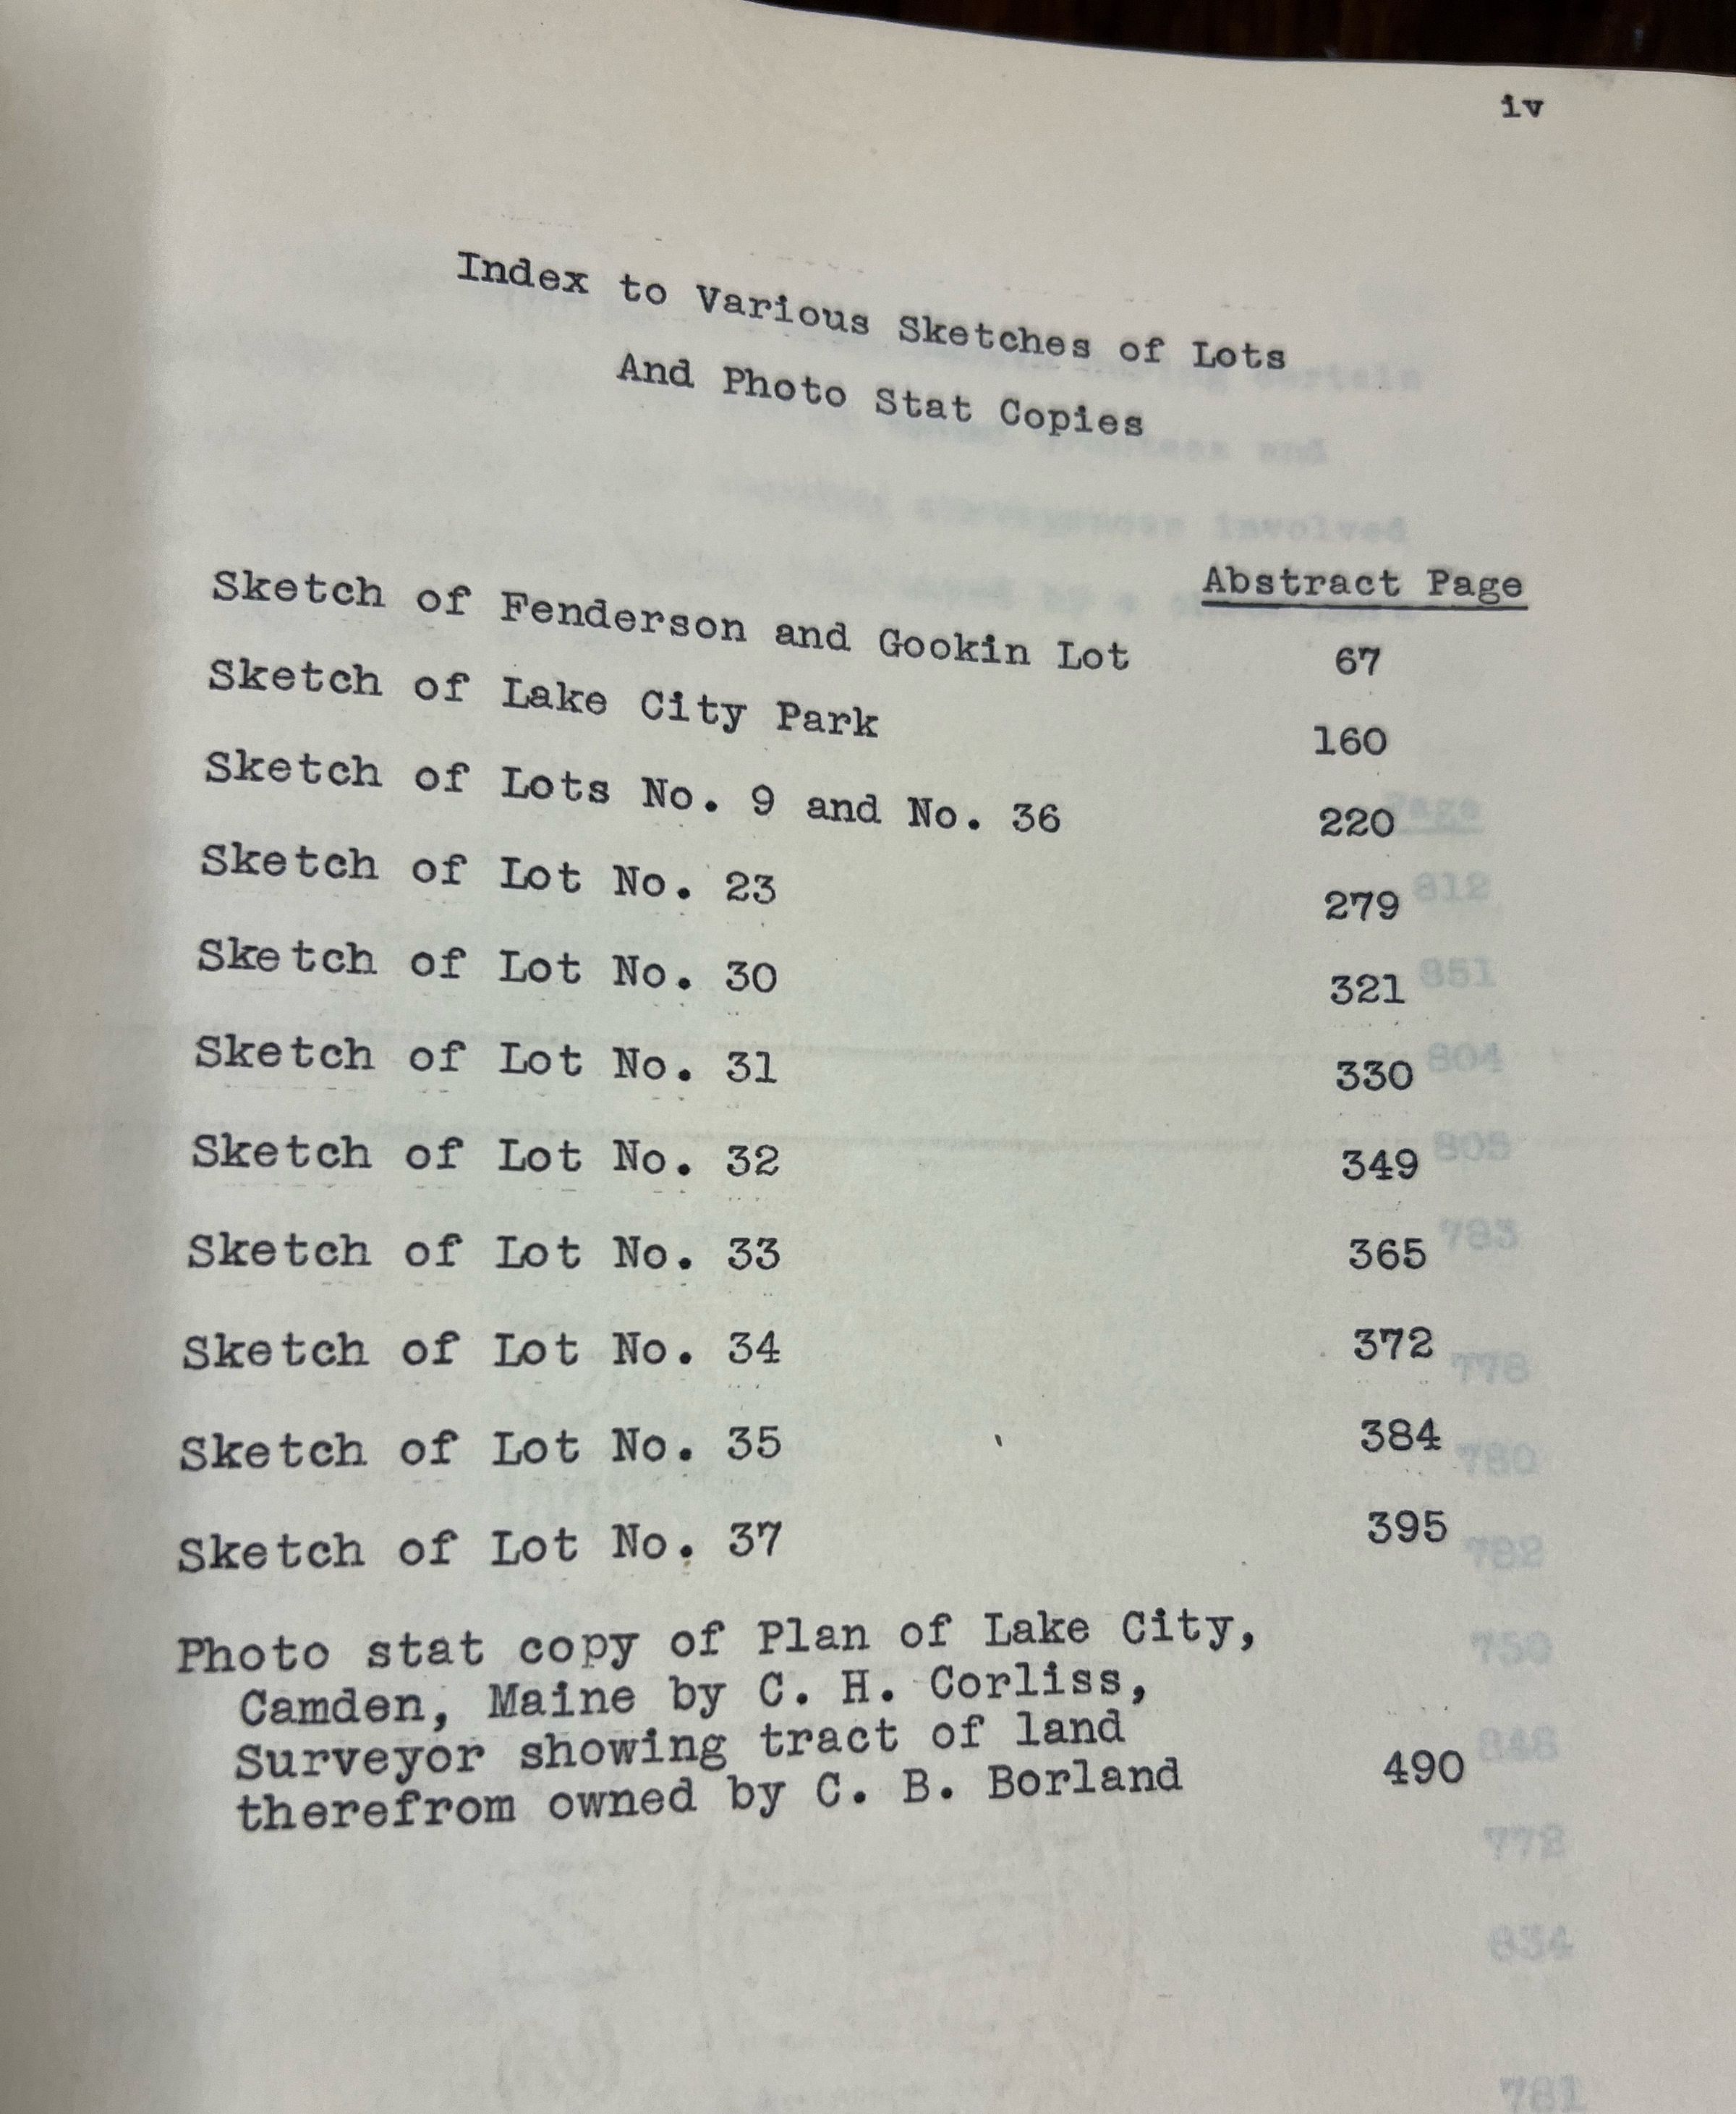 iv
Index to Various Sketches of Lots
And Photo Stat Copies
Abstract Page
Sketch of Fenderson and Gookin Lot 67
Sketch of Lake City Park 160
Sketch of Lots No. 9 and No. 36 220
Sketch of Lot No. 23 279
Sketch of Lot No. 30 321
Sketch of Lot No. 31 330
Sketch of Lot No. 32 349
Sketch of Lot No. 33 365
Sketch of Lot No. 34 372
Sketch of Lot No. 35 384
Sketch of Lot No. 37 395
Photo stat copy of Plan of Lake City,
Camden, Maine by C. H. Corliss,
Surveyor showing tract of land
therefrom owned by C. B. Borland 490